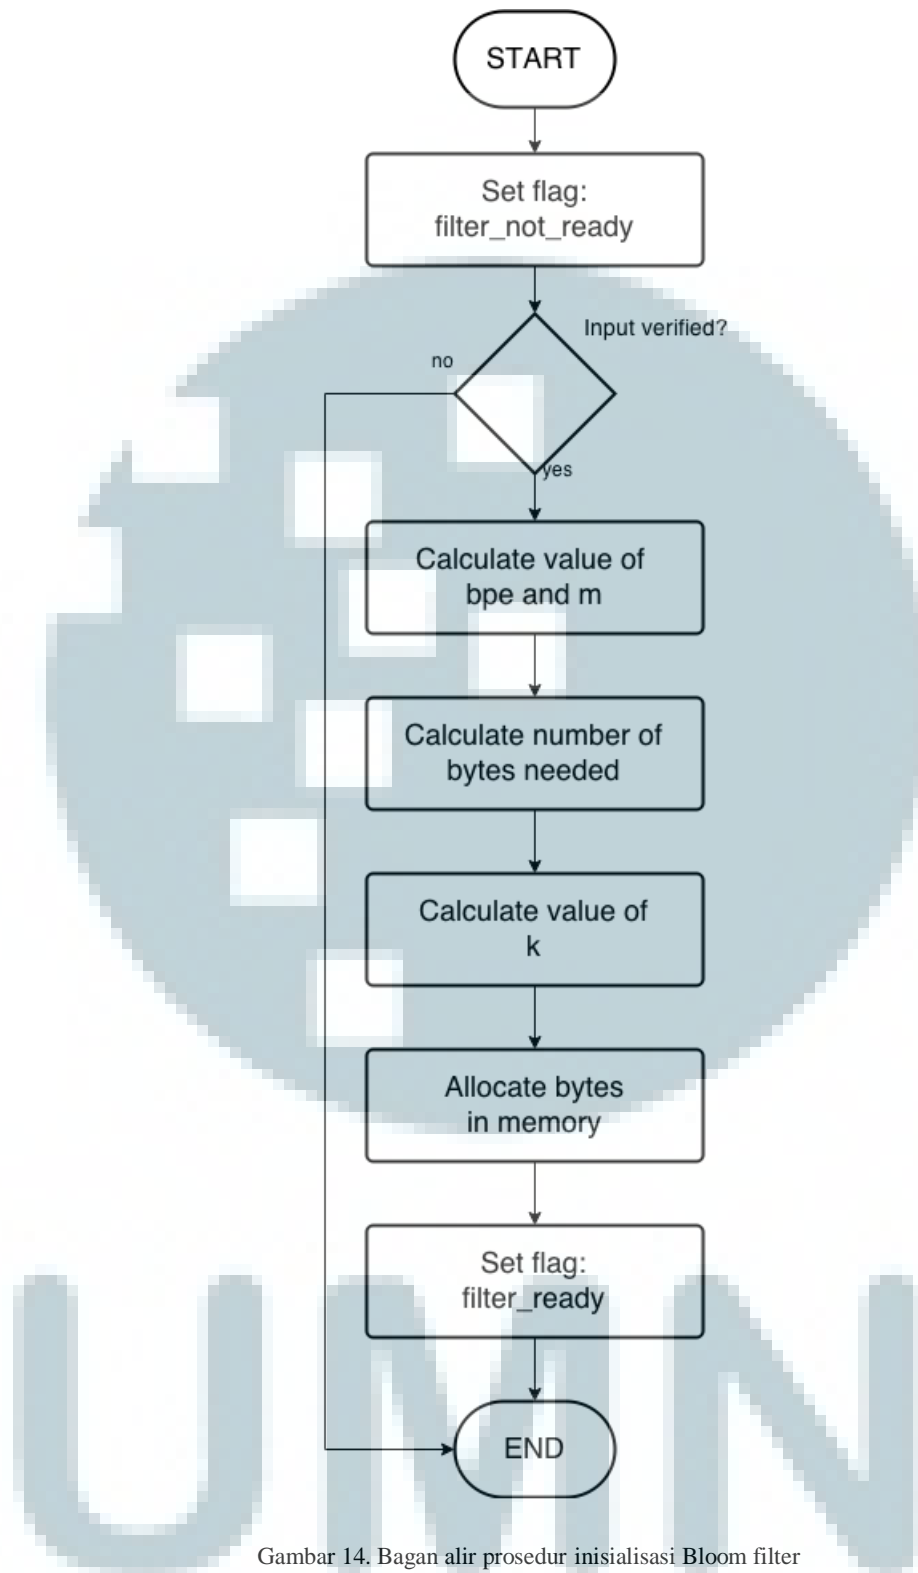 START
Set flag:
filter_not_ready
Input verified?
no
yes
Calculate value of
bpe and m
Calculate number of
bytes needed
Calculate value of
k
Allocate bytes
in memory
Set flag:
filter_ready
END
UMN
Gambar 14. Bagan alir prosedur inisialisasi Bloom filter